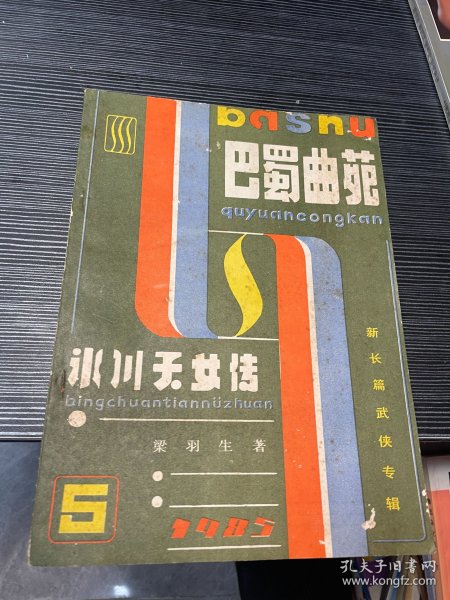 bashu
巴蜀曲苑
quyuancongkan
冰川天女传
bingchuantiannüzhuan
梁羽生著
新长篇武侠专辑
5
1985
孔夫子旧书网
www.kongfz.com